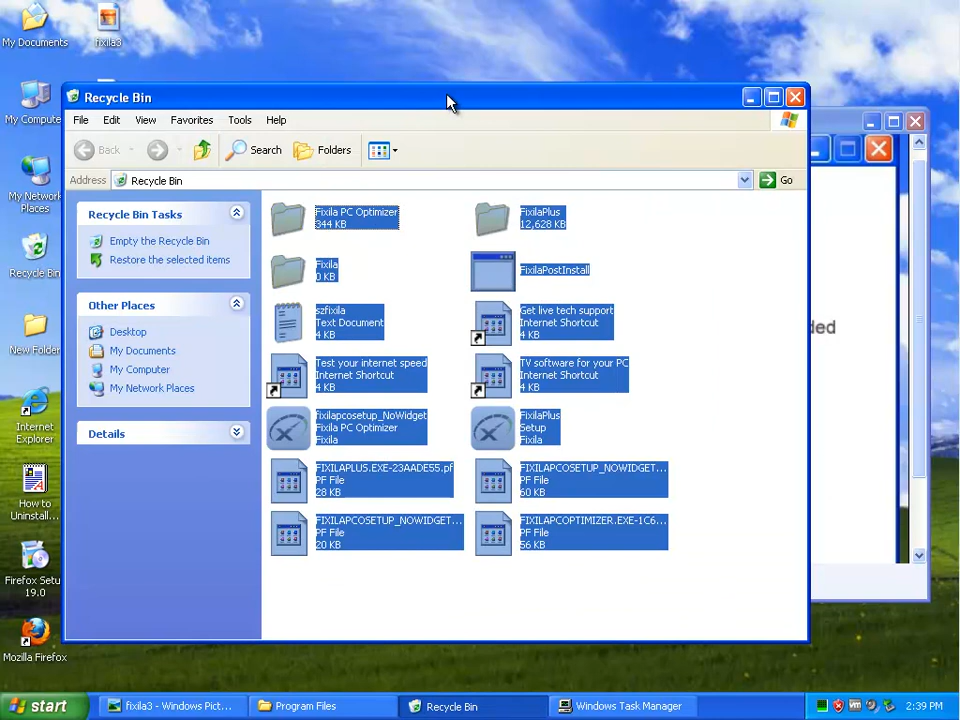 My Documents
fixila3
My Compute
My Network
Places
Recycle Bin
New Folder
Internet
Explorer
How to
Uninstall...
Firefox Setu
19.0
Mozilla Firefox
Recycle Bin
File Edit View Favorites Tools Help
Back Search Folders
Address Recycle Bin Go
Recycle Bin Tasks
Empty the Recycle Bin
Restore the selected items
Other Places
Desktop
My Documents
My Computer
My Network Places
Details
Fixila PC Optimizer
344 KB
FixilaPlus
12,628 KB
Fixila
0 KB
FixilaPostInstall
szfixila
Text Document
4 KB
Get live tech support
Internet Shortcut
4 KB
Test your internet speed
Internet Shortcut
4 KB
TV software for your PC
Internet Shortcut
4 KB
fixilapcosetup_NoWidget
Fixila PC Optimizer
Fixila
FixilaPlus
Setup
Fixila
FIXILAPLUS.EXE-23AADE55.pf
PF File
28 KB
FIXILAPCOSETUP_NOWIDGET...
PF File
60 KB
FIXILAPCOSETUP_NOWIDGET...
PF File
20 KB
FIXILAPCOPTIMIZER.EXE-1C6...
PF File
56 KB
ded
start
fixila3 - Windows Pict...
Program Files
Recycle Bin
Windows Task Manager
2:39 PM